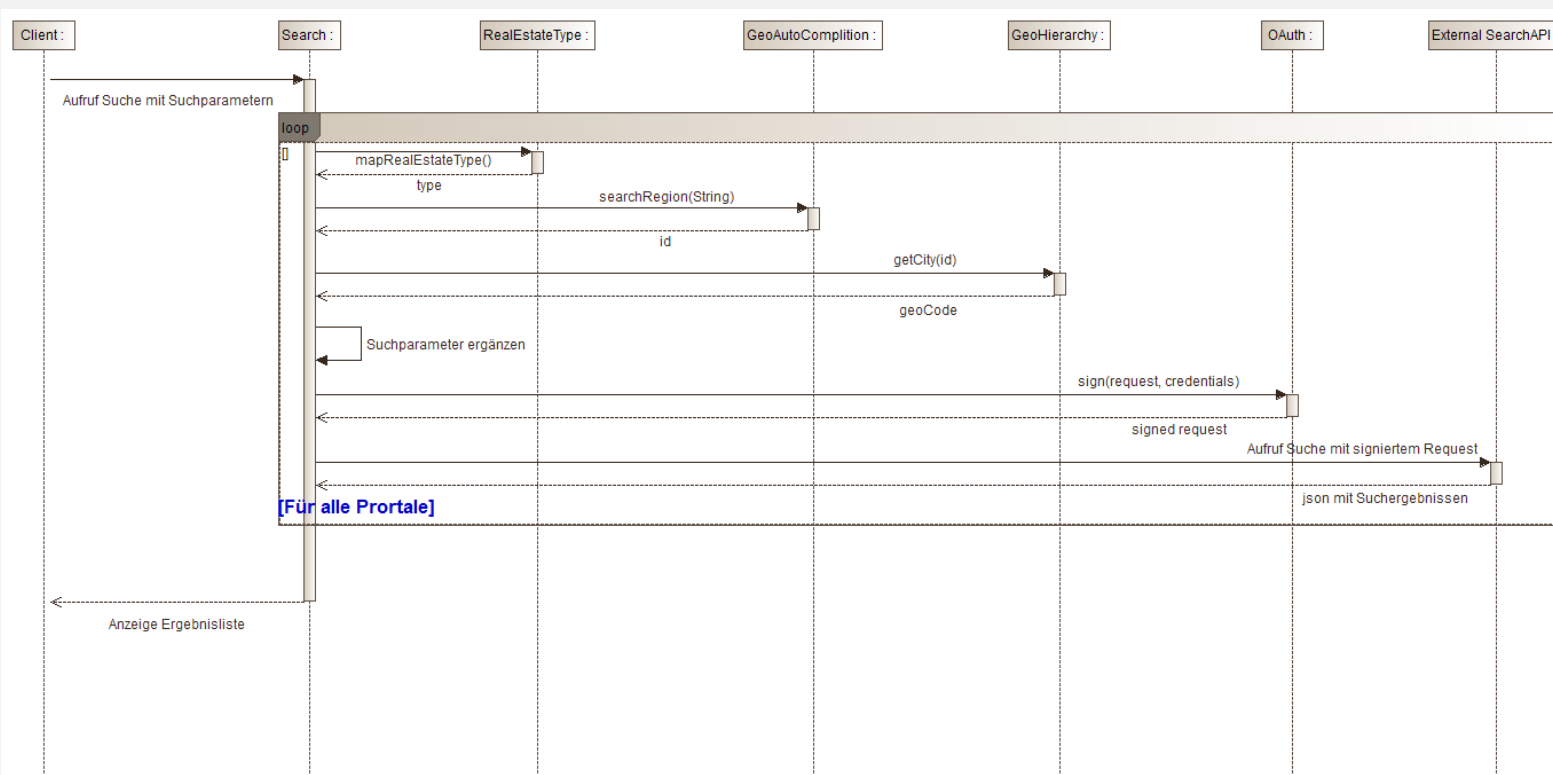 Client :
Search :
RealEstateType :
GeoAutoComplition :
GeoHierarchy :
OAuth :
External SearchAPI
Aufruf Suche mit Suchparametern
loop
[]
mapRealEstateType()
type
searchRegion(String)
id
getCity(id)
geoCode
Suchparameter ergänzen
sign(request, credentials)
signed request
Aufruf Suche mit signiertem Request
json mit Suchergebnissen
[Für alle Prortale]
Anzeige Ergebnisliste